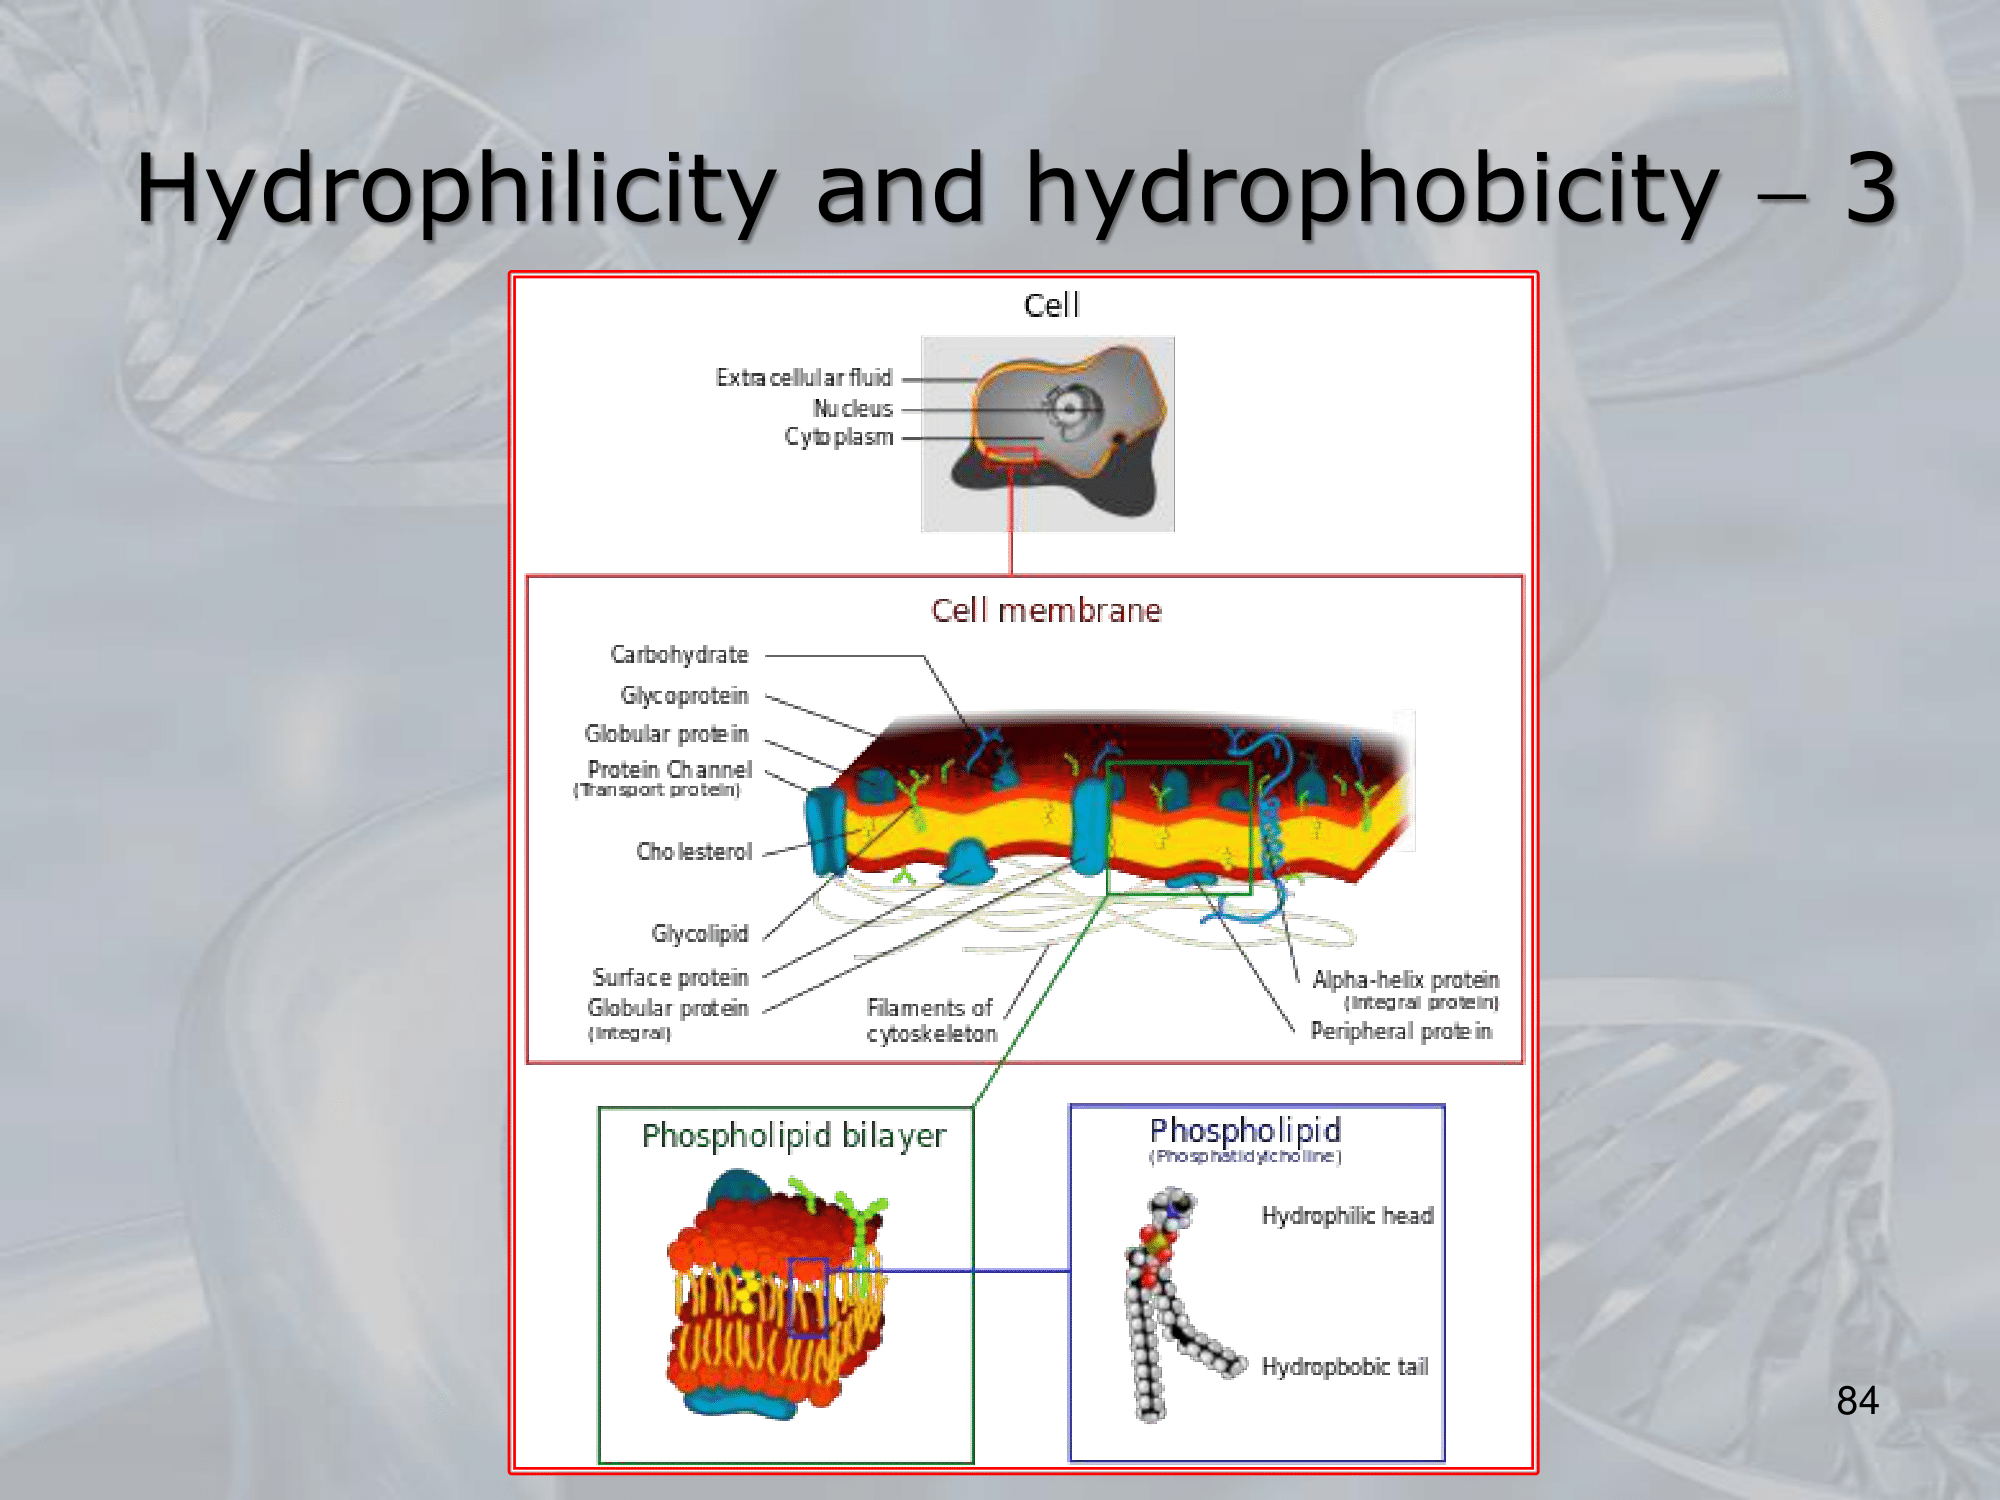 Hydrophilicity and hydrophobicity – 3
Cell
Extracellular fluid
Nucleus
Cytoplasm
Cell membrane
Carbohydrate
Glycoprotein
Globular protein
Protein Channel
(Transport protein)
Cholesterol
Glycolipid
Surface protein
Globular protein
(Integral)
Filaments of
cytoskeleton
Alpha-helix protein
(Integral protein)
Peripheral protein
Phospholipid bilayer
Phospholipid
(Phosphatidylcholine)
Hydrophilic head
Hydropbobic tail
84